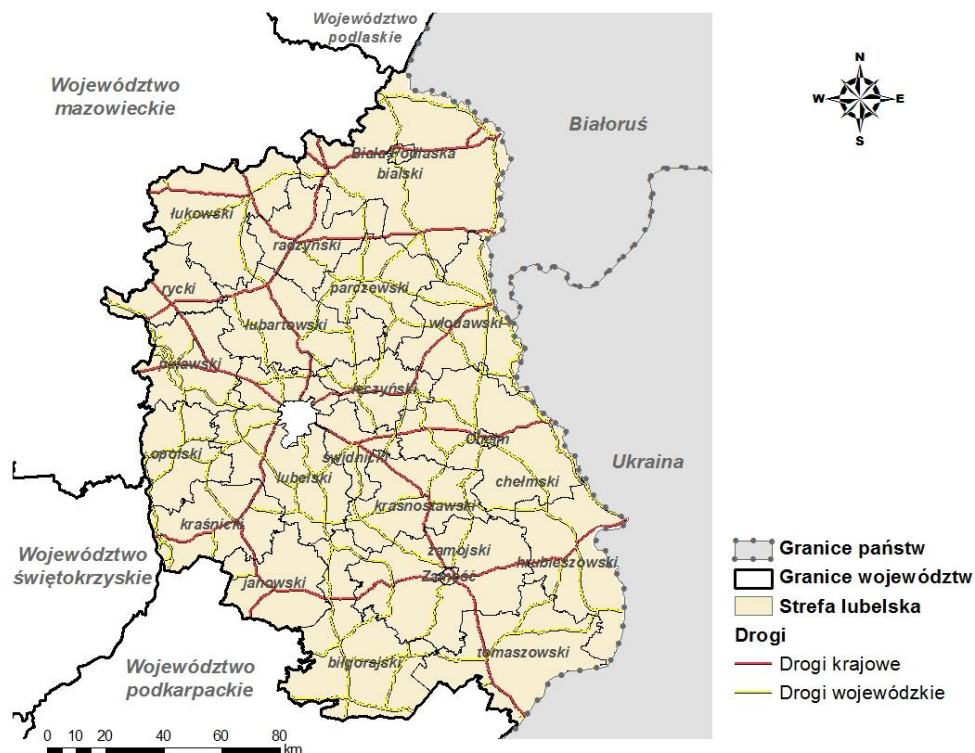 Województwo
podlaskie
Województwo
mazowieckie
N
W E
S
Białoruś
Biała Podlaska
bialski
łukowski
radzyński
rycki
parczewski
lubartowski
włodawski
puławski
łęczyński
Chełm
opolski
świdnicki
Ukraina
lubelski
chełmski
krasnostawski
kraśnicki
zamojski
Województwo
świętokrzyskie
hrubieszowski
Zamość
janowski
tomaszowski
biłgorajski
Województwo
podkarpackie
Granice państw
Granice województw
Strefa lubelska
Drogi
Drogi krajowe
Drogi wojewódzkie
0 10 20 40 60 80
km